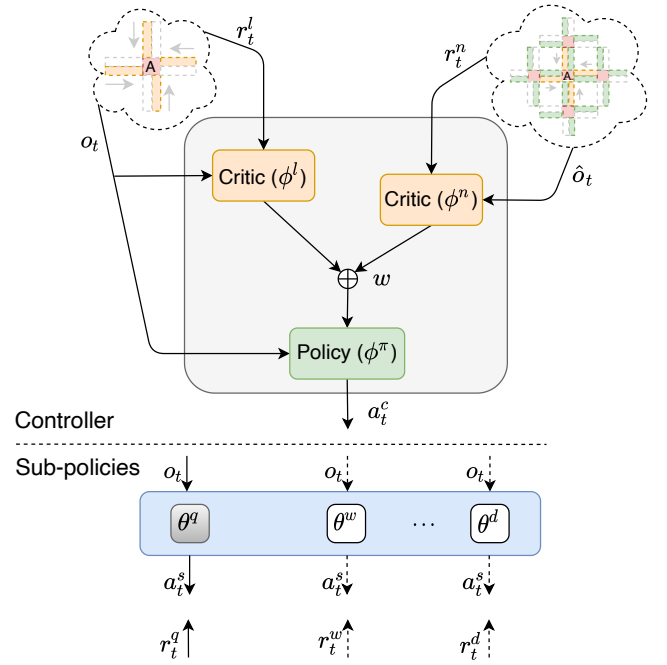 r_t^l
r_t^n
A
A
o_t
ô_t
Critic (ϕ^l)
Critic (ϕ^n)
w
Policy (ϕ^π)
a_t^c
Controller
Sub-policies
o_t o_t o_t
θ^q θ^w ... θ^d
a_t^s a_t^s a_t^s
r_t^q r_t^w r_t^d